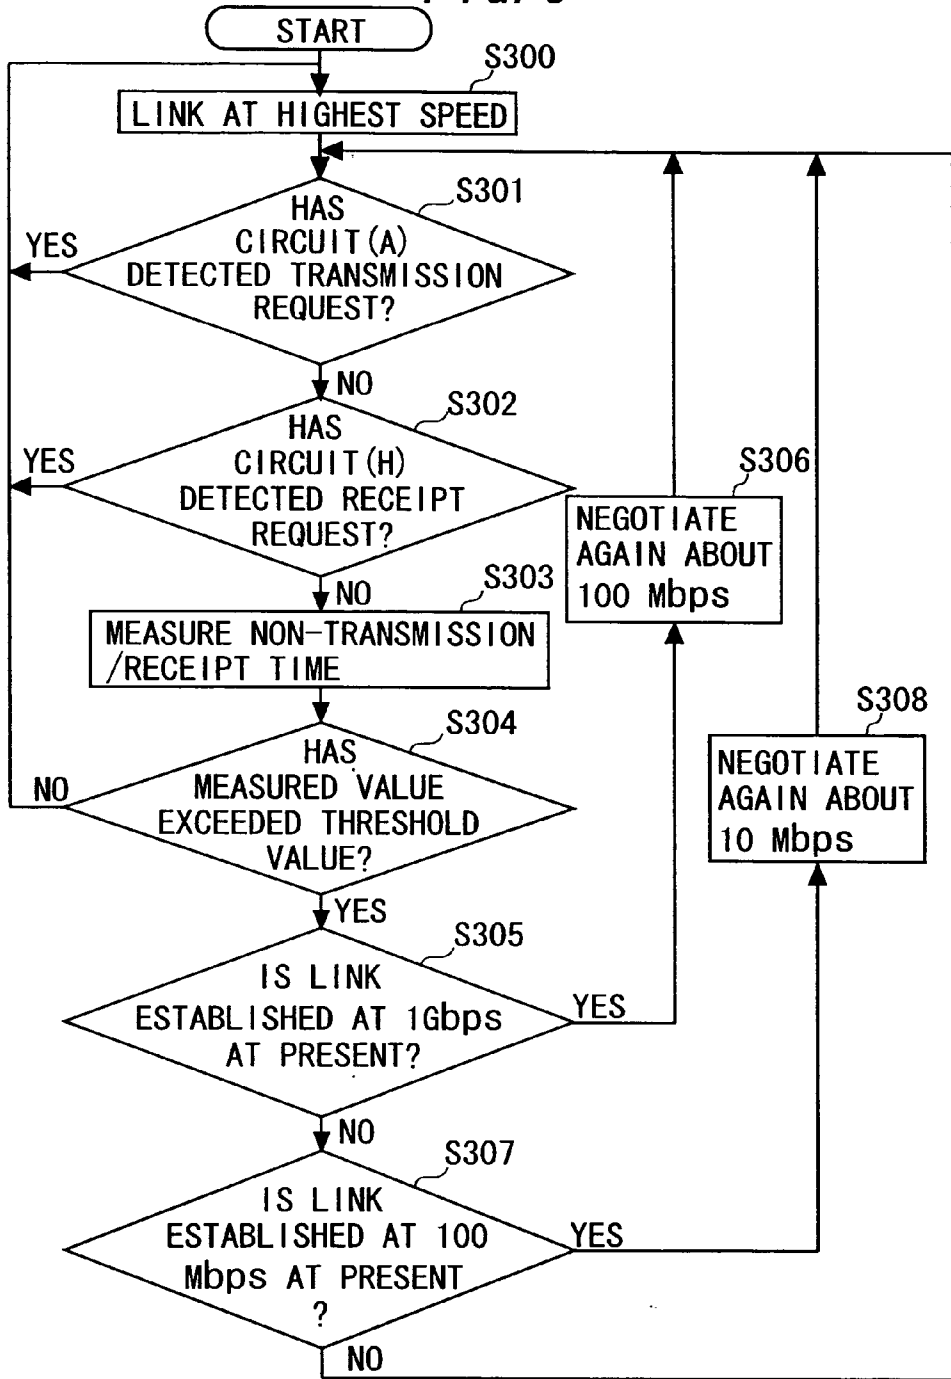 START
S300
LINK AT HIGHEST SPEED
S301
HAS
CIRCUIT(A)
DETECTED TRANSMISSION
REQUEST?
YES
NO
S302
HAS
CIRCUIT(H)
DETECTED RECEIPT
REQUEST?
YES
NO
S303
MEASURE NON-TRANSMISSION
/RECEIPT TIME
S304
HAS
MEASURED VALUE
EXCEEDED THRESHOLD
VALUE?
NO
YES
S305
IS LINK
ESTABLISHED AT 1Gbps
AT PRESENT?
YES
NO
S306
NEGOTIATE
AGAIN ABOUT
100 Mbps
S307
IS LINK
ESTABLISHED AT 100
Mbps AT PRESENT
?
YES
NO
S308
NEGOTIATE
AGAIN ABOUT
10 Mbps